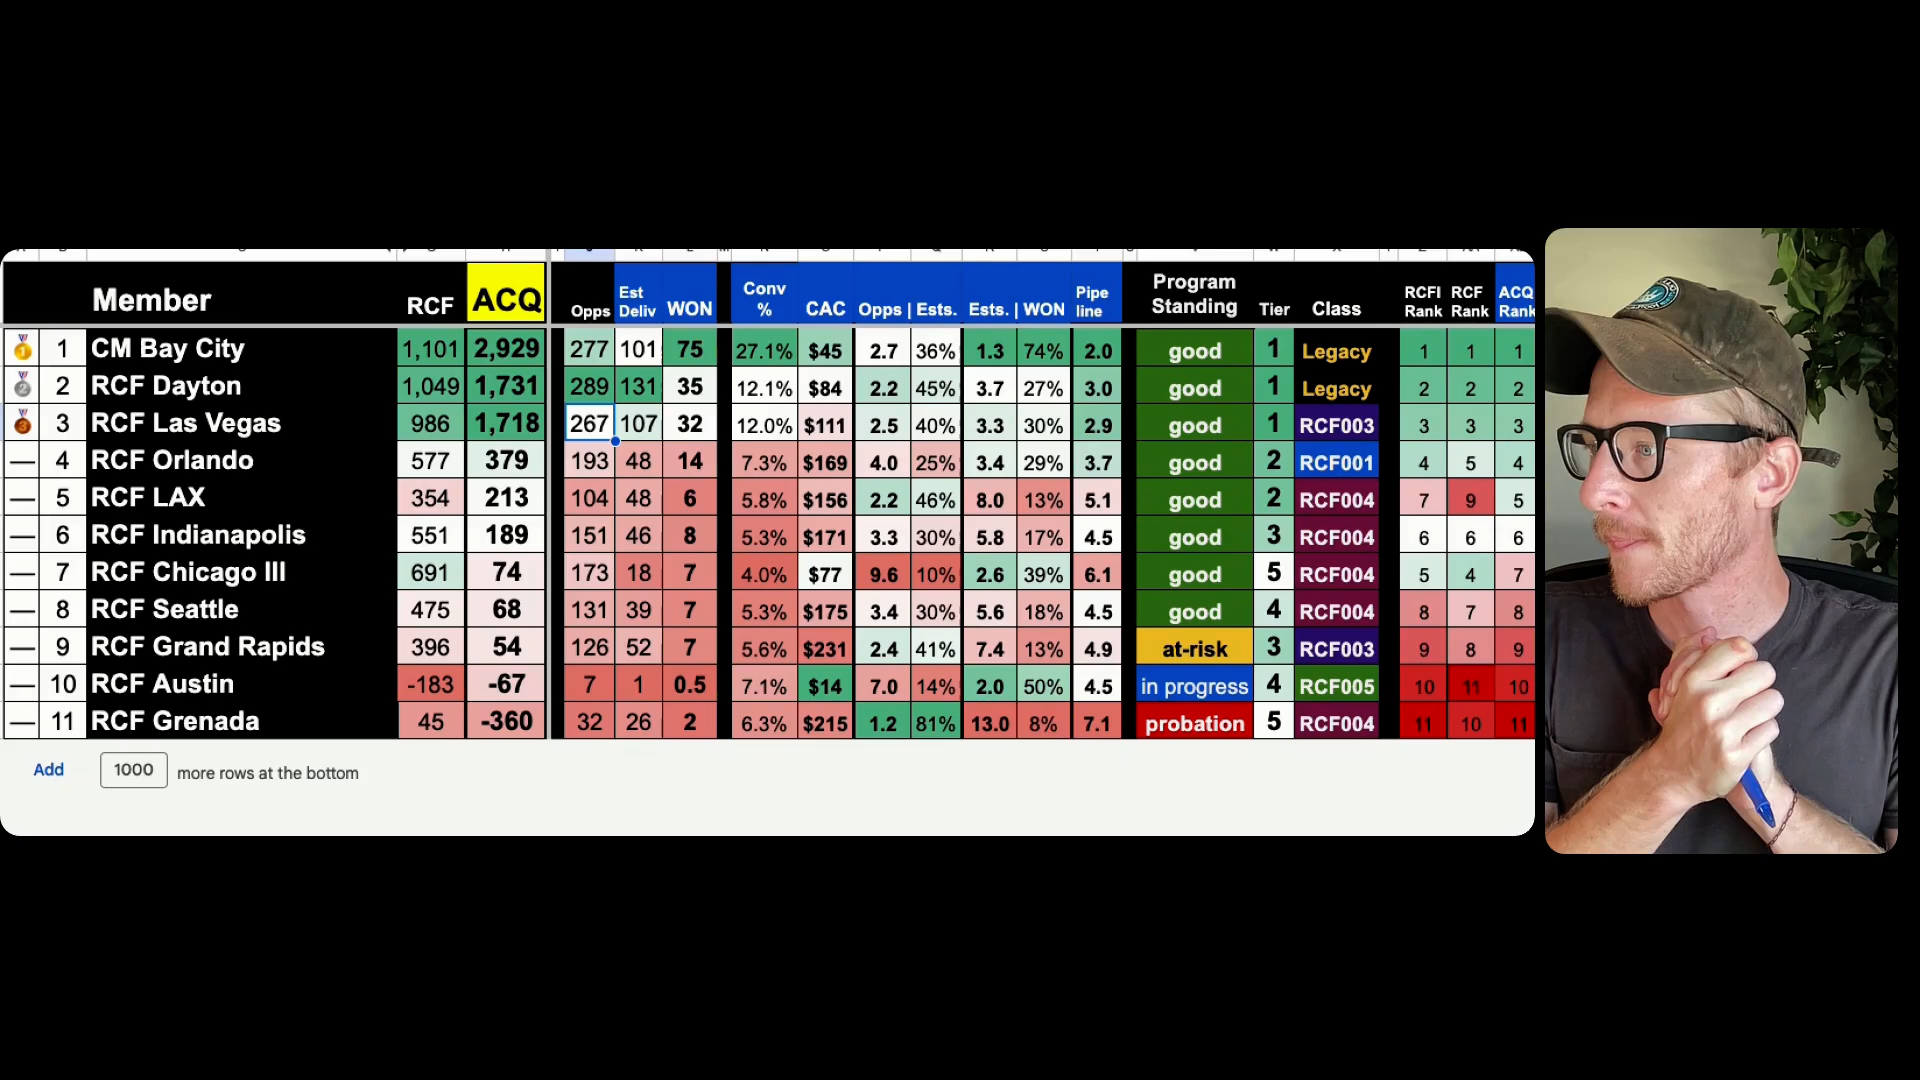 Member RCF ACQ Opps Est Deliv WON Conv % CAC Opps | Ests. Ests. | WON Pipe line Program Standing Tier Class RCFI Rank RCF Rank ACQ Rank
1 CM Bay City 1,101 2,929 277 101 75 27.1% $45 2.7 36% 1.3 74% 2.0 good 1 Legacy 1 1 1
2 RCF Dayton 1,049 1,731 289 131 35 12.1% $84 2.2 45% 3.7 27% 3.0 good 1 Legacy 2 2 2
3 RCF Las Vegas 986 1,718 267 107 32 12.0% $111 2.5 40% 3.3 30% 2.9 good 1 RCF003 3 3 3
— 4 RCF Orlando 577 379 193 48 14 7.3% $169 4.0 25% 3.4 29% 3.7 good 2 RCF001 4 5 4
— 5 RCF LAX 354 213 104 48 6 5.8% $156 2.2 46% 8.0 13% 5.1 good 2 RCF004 7 9 5
— 6 RCF Indianapolis 551 189 151 46 8 5.3% $171 3.3 30% 5.8 17% 4.5 good 3 RCF004 6 6 6
— 7 RCF Chicago III 691 74 173 18 7 4.0% $77 9.6 10% 2.6 39% 6.1 good 5 RCF004 5 4 7
— 8 RCF Seattle 475 68 131 39 7 5.3% $175 3.4 30% 5.6 18% 4.5 good 4 RCF004 8 7 8
— 9 RCF Grand Rapids 396 54 126 52 7 5.6% $231 2.4 41% 7.4 13% 4.9 at-risk 3 RCF003 9 8 9
— 10 RCF Austin -183 -67 7 1 0.5 7.1% $14 7.0 14% 2.0 50% 4.5 in progress 4 RCF005 10 11 10
— 11 RCF Grenada 45 -360 32 26 2 6.3% $215 1.2 81% 13.0 8% 7.1 probation 5 RCF004 11 10 11
Add 1000 more rows at the bottom